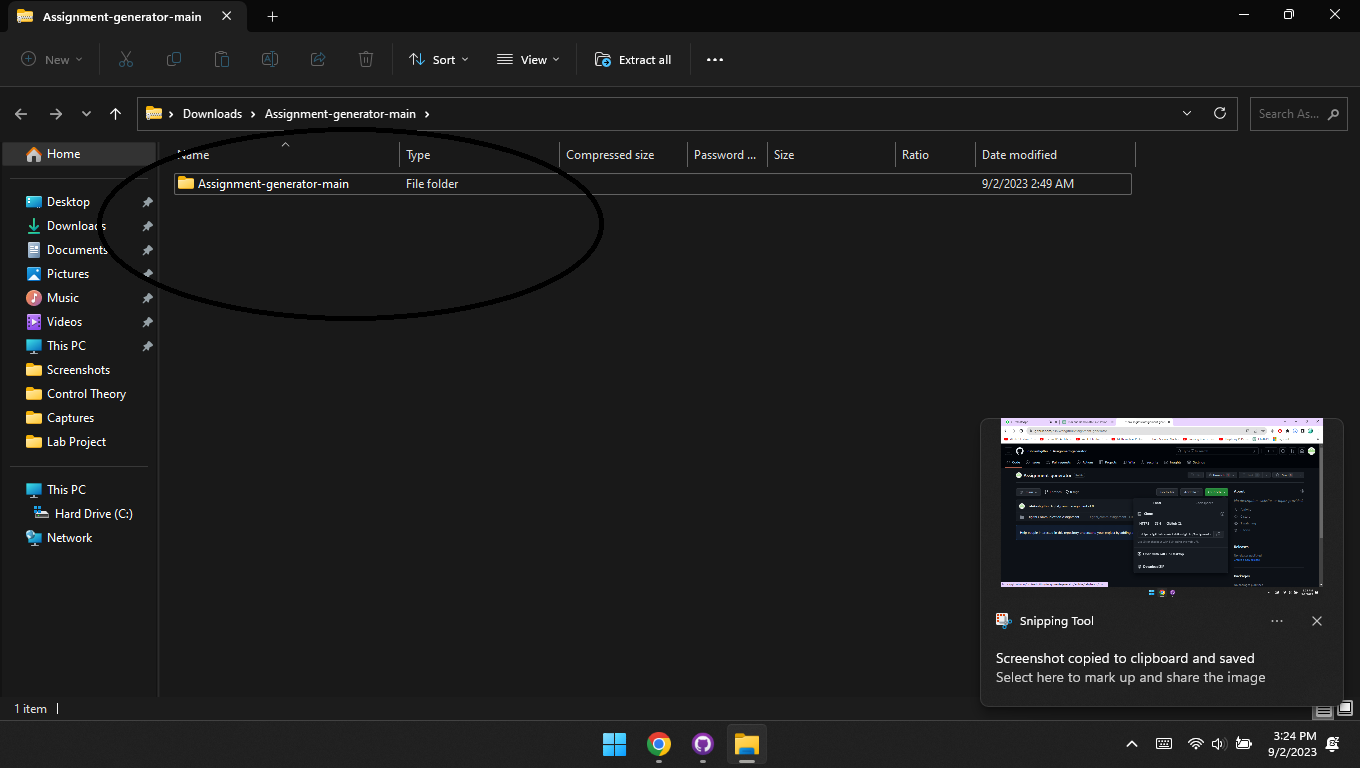 Assignment-generator-main
New
Sort
View
Extract all
Downloads
Assignment-generator-main
Search As...
Name
Type
Compressed size
Password ...
Size
Ratio
Date modified
Assignment-generator-main
File folder
9/2/2023 2:49 AM
Home
Desktop
Downloads
Documents
Pictures
Music
Videos
This PC
Screenshots
Control Theory
Captures
Lab Project
This PC
Hard Drive (C:)
Network
Snipping Tool
Screenshot copied to clipboard and saved
Select here to mark up and share the image
1 item
3:24 PM
9/2/2023